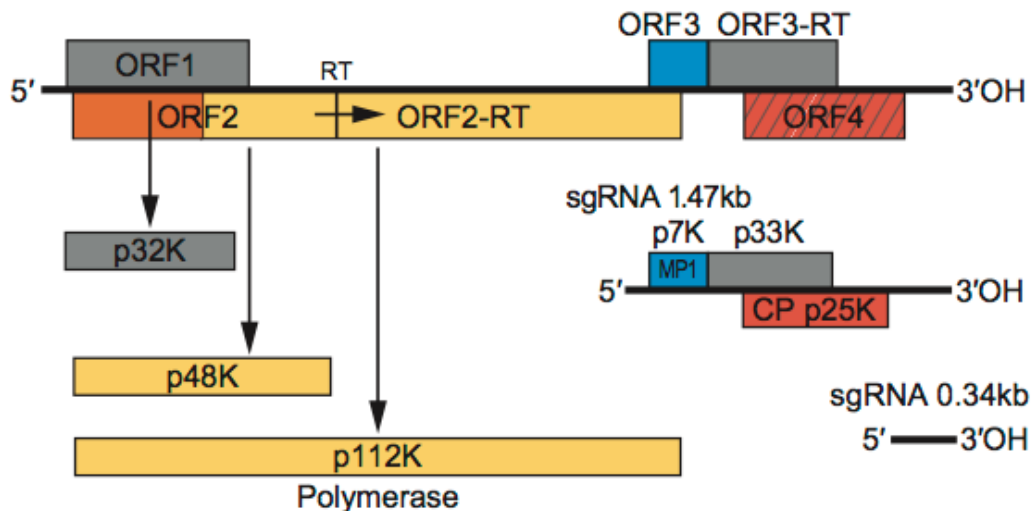 ORF3 ORF3-RT
ORF1
RT
5′ 3′OH
ORF2 ORF2-RT ORF4
sgRNA 1.47kb
p7K p33K
p32K
MP1
5′ 3′OH
CP p25K
p48K
sgRNA 0.34kb
5′ 3′OH
p112K
Polymerase